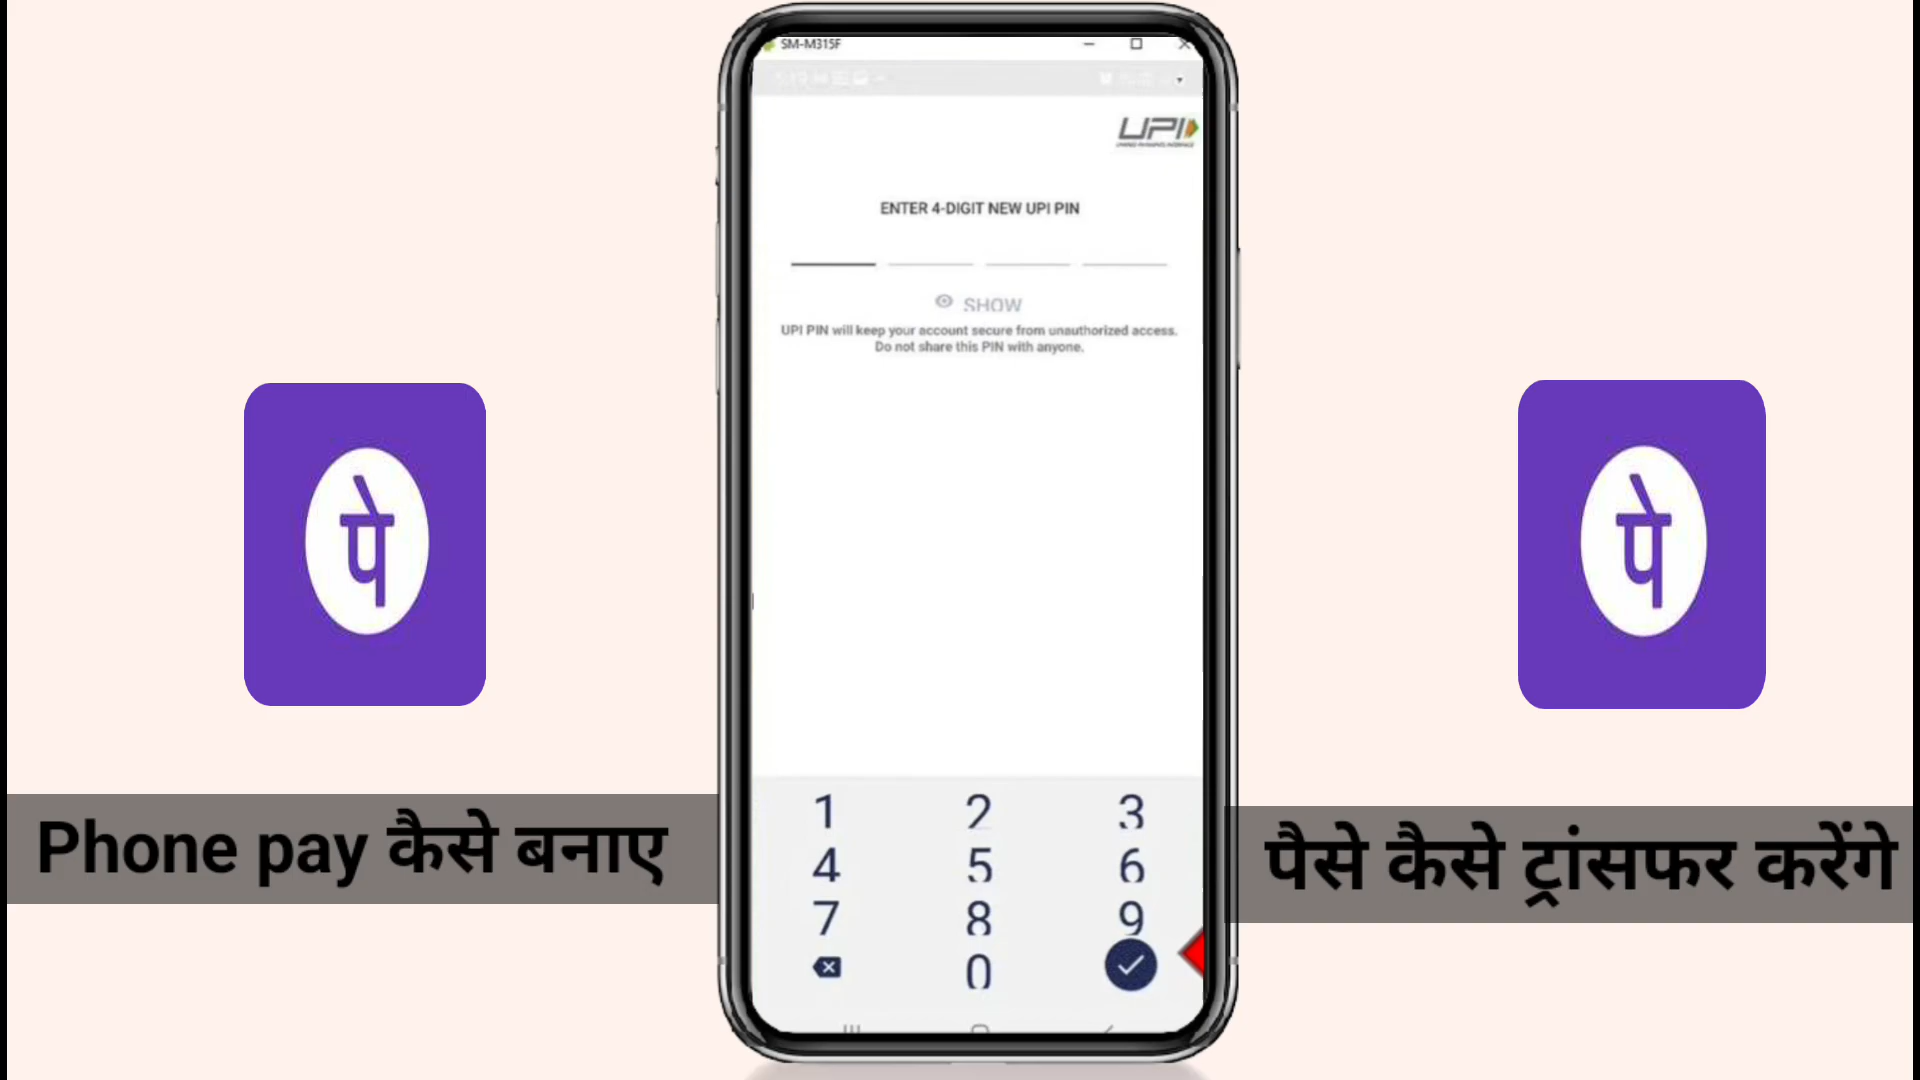 SM-M315F
UPI
ENTER 4-DIGIT NEW UPI PIN
SHOW
UPI PIN will keep your account secure from unauthorized access.
Do not share this PIN with anyone.
पे
पे
Phone pay कैसे बनाए
पैसे कैसे ट्रांसफर करेंगे
1 2 3
4 5 6
7 8 9
0